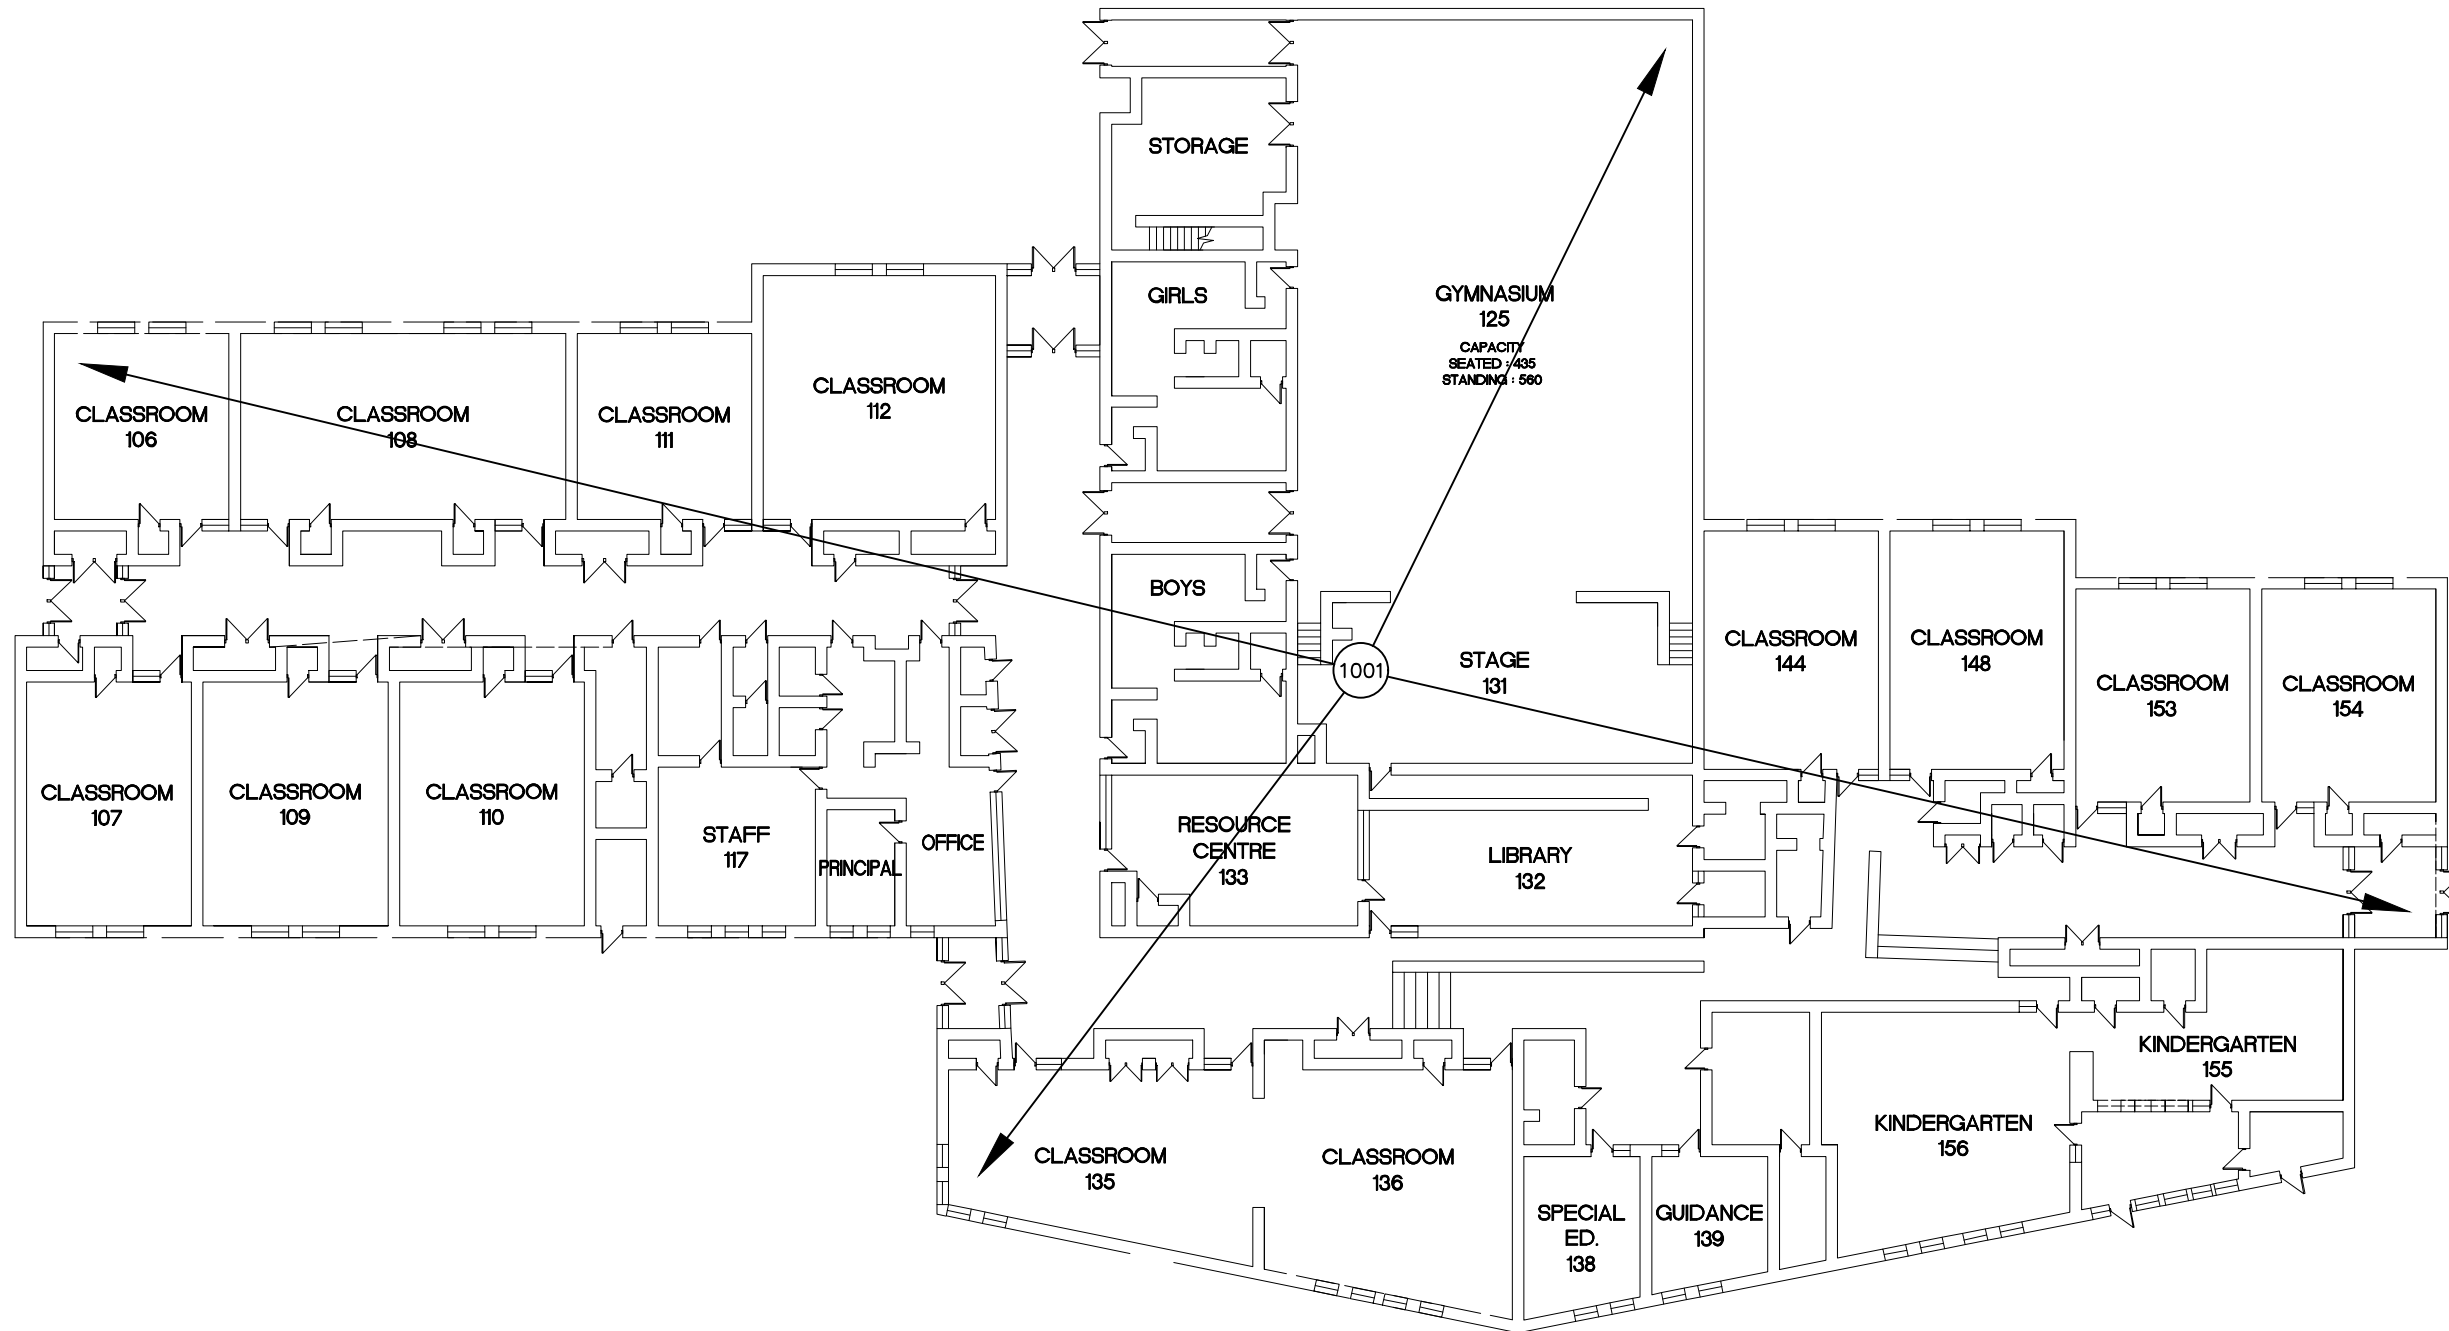 STORAGE
GIRLS
GYMNASIUM
125
CAPACITY
SEATED : 435
STANDING : 560
CLASSROOM
106
CLASSROOM
108
CLASSROOM
111
CLASSROOM
112
BOYS
1001
STAGE
131
CLASSROOM
144
CLASSROOM
148
CLASSROOM
153
CLASSROOM
154
CLASSROOM
107
CLASSROOM
109
CLASSROOM
110
STAFF
117
PRINCIPAL
OFFICE
RESOURCE
CENTRE
133
LIBRARY
132
KINDERGARTEN
155
KINDERGARTEN
156
CLASSROOM
135
CLASSROOM
136
SPECIAL
ED.
138
GUIDANCE
139